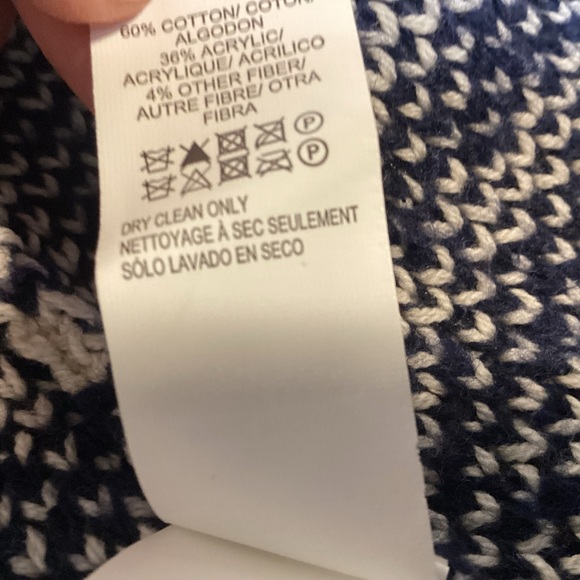 60% COTTON/ COTON/
ALGODON
36% ACRYLIC/
ACRYLIQUE/ ACRILICO
4% OTHER FIBER/
AUTRE FIBRE/ OTRA
FIBRA
P
P
DRY CLEAN ONLY
NETTOYAGE À SEC SEULEMENT
SÓLO LAVADO EN SECO